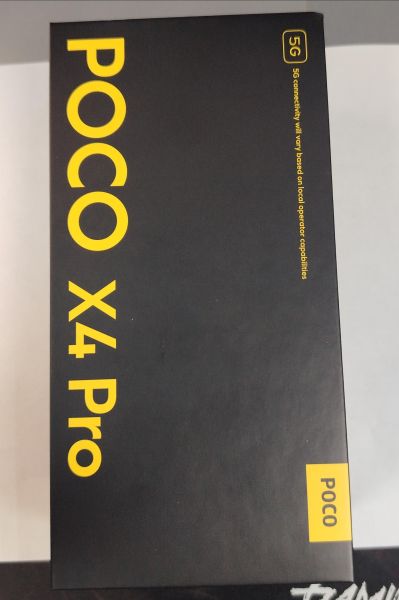 5G
5G connectivity will vary based on local operator capabilities
POCO X4 Pro
POCO